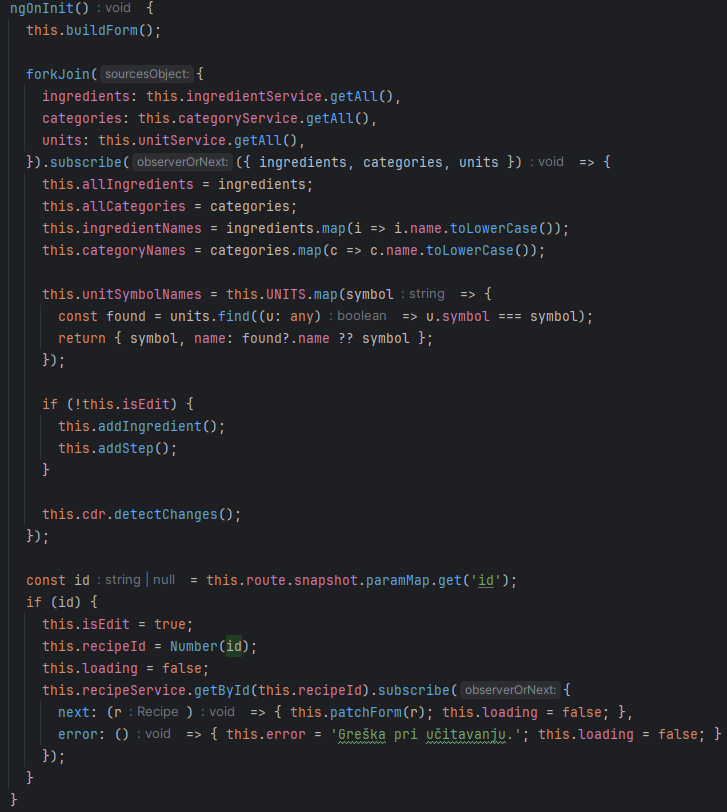 ngOnInit() : void {
  this.buildForm();

  forkJoin( sourcesObject: {
    ingredients: this.ingredientService.getAll(),
    categories: this.categoryService.getAll(),
    units: this.unitService.getAll(),
  }).subscribe( observerOrNext: ({ ingredients, categories, units }) : void => {
    this.allIngredients = ingredients;
    this.allCategories = categories;
    this.ingredientNames = ingredients.map(i => i.name.toLowerCase());
    this.categoryNames = categories.map(c => c.name.toLowerCase());

    this.unitSymbolNames = this.UNITS.map(symbol : string => {
      const found = units.find((u: any) : boolean => u.symbol === symbol);
      return { symbol, name: found?.name ?? symbol };
    });

    if (!this.isEdit) {
      this.addIngredient();
      this.addStep();
    }

    this.cdr.detectChanges();
  });

  const id : string | null = this.route.snapshot.paramMap.get('id');
  if (id) {
    this.isEdit = true;
    this.recipeId = Number(id);
    this.loading = false;
    this.recipeService.getById(this.recipeId).subscribe( observerOrNext: {
      next: (r : Recipe ) : void => { this.patchForm(r); this.loading = false; },
      error: () : void => { this.error = 'Greška pri učitavanju.'; this.loading = false; }
    });
  }
}